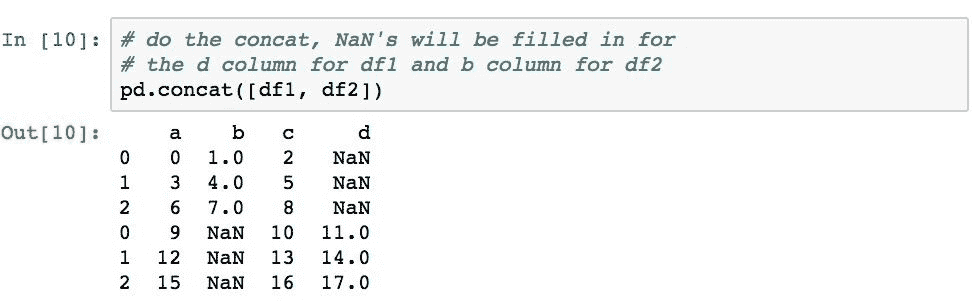 In [10]: # do the concat, NaN's will be filled in for
# the d column for df1 and b column for df2
pd.concat([df1, df2])
Out[10]:
a b c d
0 0 1.0 2 NaN
1 3 4.0 5 NaN
2 6 7.0 8 NaN
0 9 NaN 10 11.0
1 12 NaN 13 14.0
2 15 NaN 16 17.0